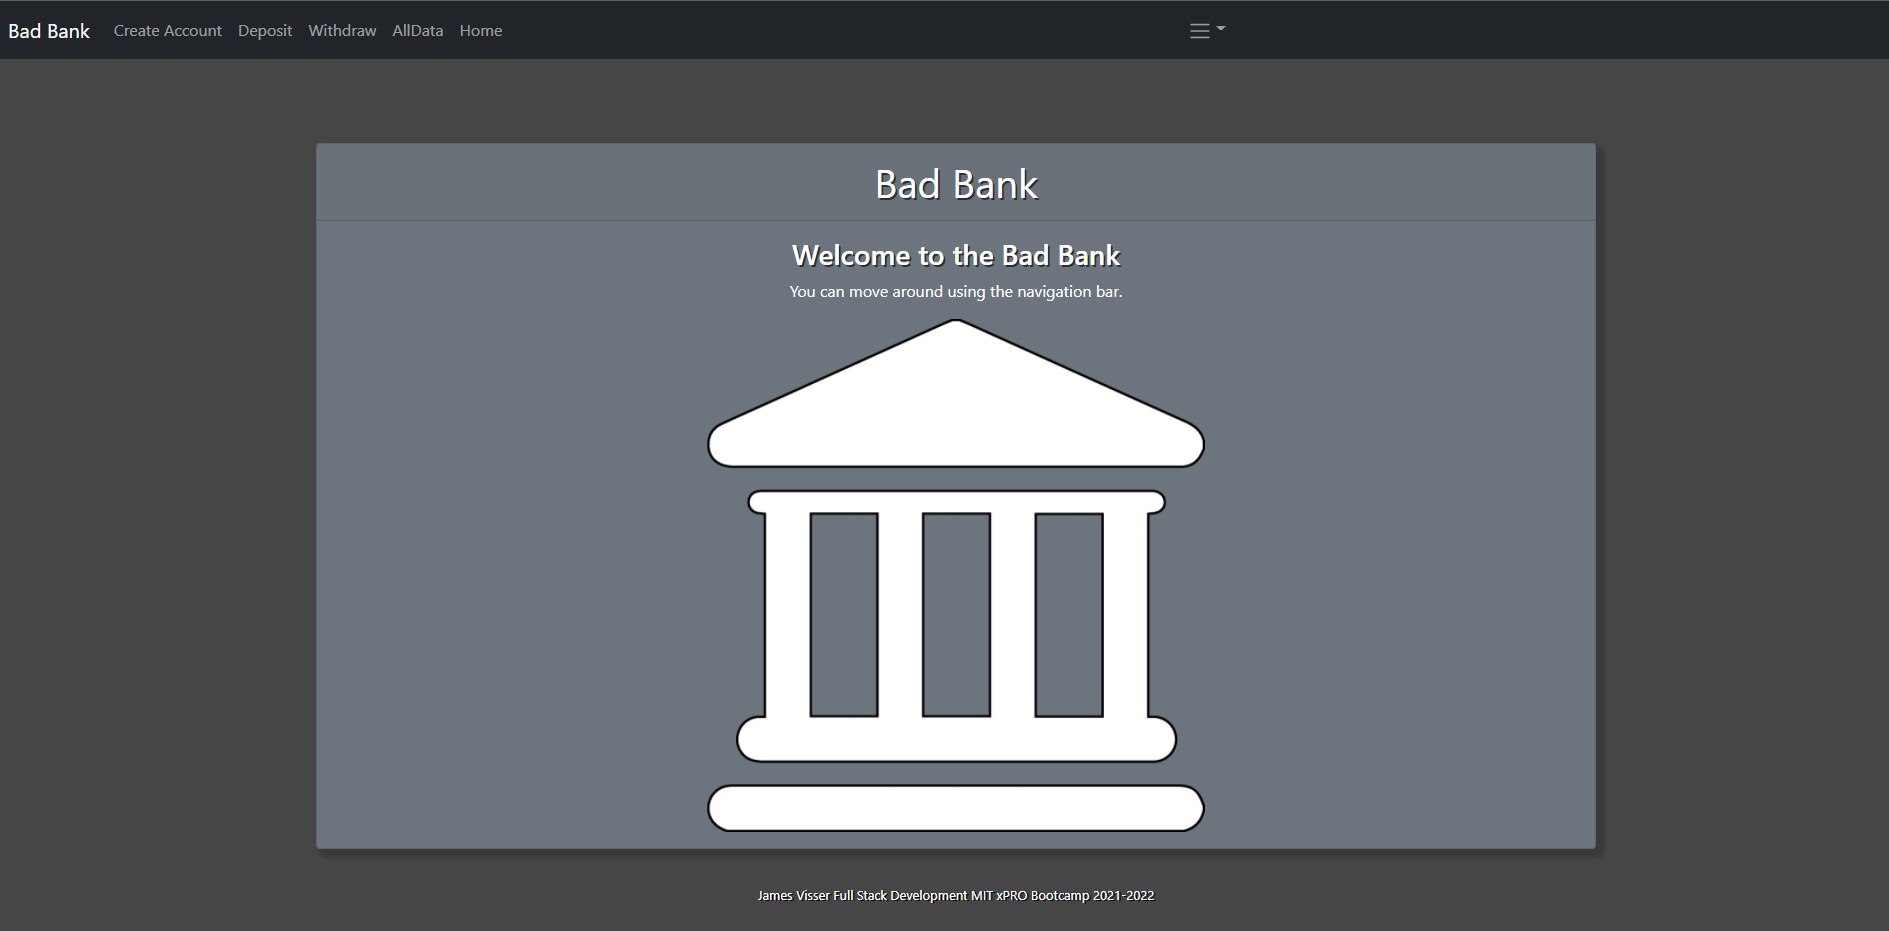 Bad Bank Create Account Deposit Withdraw AllData Home
Bad Bank
Welcome to the Bad Bank
You can move around using the navigation bar.
James Visser Full Stack Development MIT xPRO Bootcamp 2021-2022